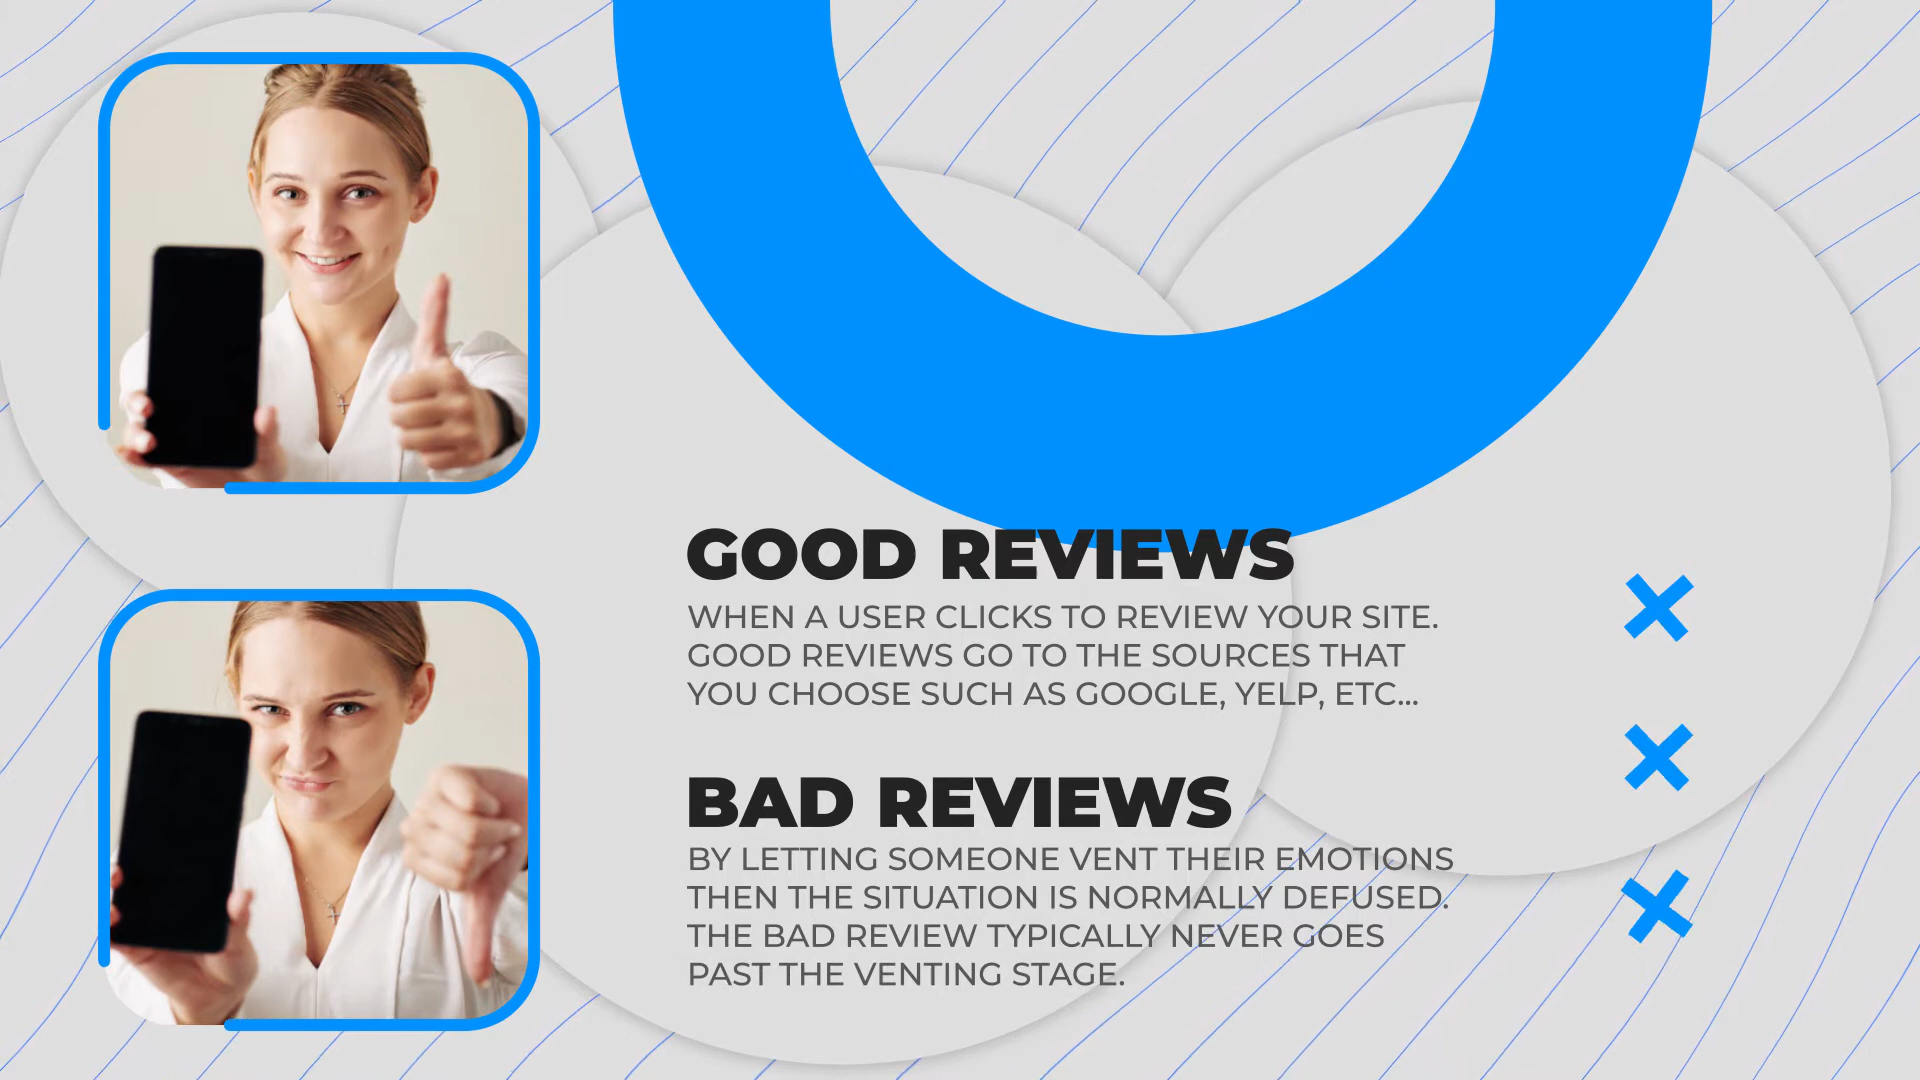 GOOD REVIEWS
WHEN A USER CLICKS TO REVIEW YOUR SITE.
GOOD REVIEWS GO TO THE SOURCES THAT
YOU CHOOSE SUCH AS GOOGLE, YELP, ETC...
BAD REVIEWS
BY LETTING SOMEONE VENT THEIR EMOTIONS
THEN THE SITUATION IS NORMALLY DEFUSED.
THE BAD REVIEW TYPICALLY NEVER GOES
PAST THE VENTING STAGE.